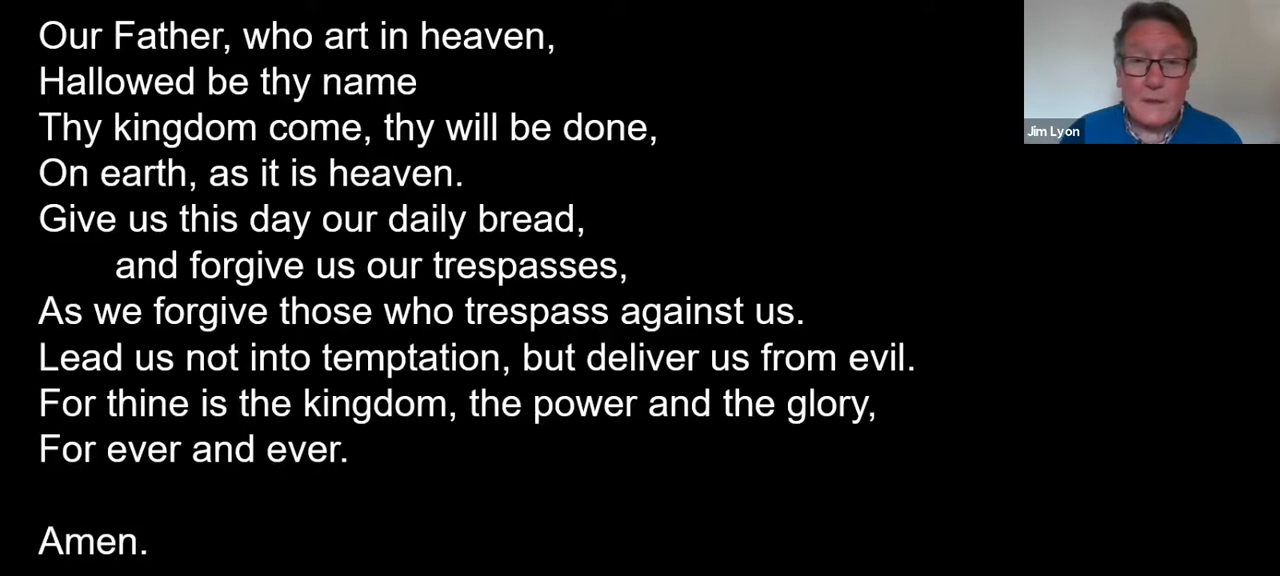 Our Father, who art in heaven,
Hallowed be thy name
Thy kingdom come, thy will be done,
On earth, as it is heaven.
Give us this day our daily bread,
and forgive us our trespasses,
As we forgive those who trespass against us.
Lead us not into temptation, but deliver us from evil.
For thine is the kingdom, the power and the glory,
For ever and ever.
Amen.
Jim Lyon